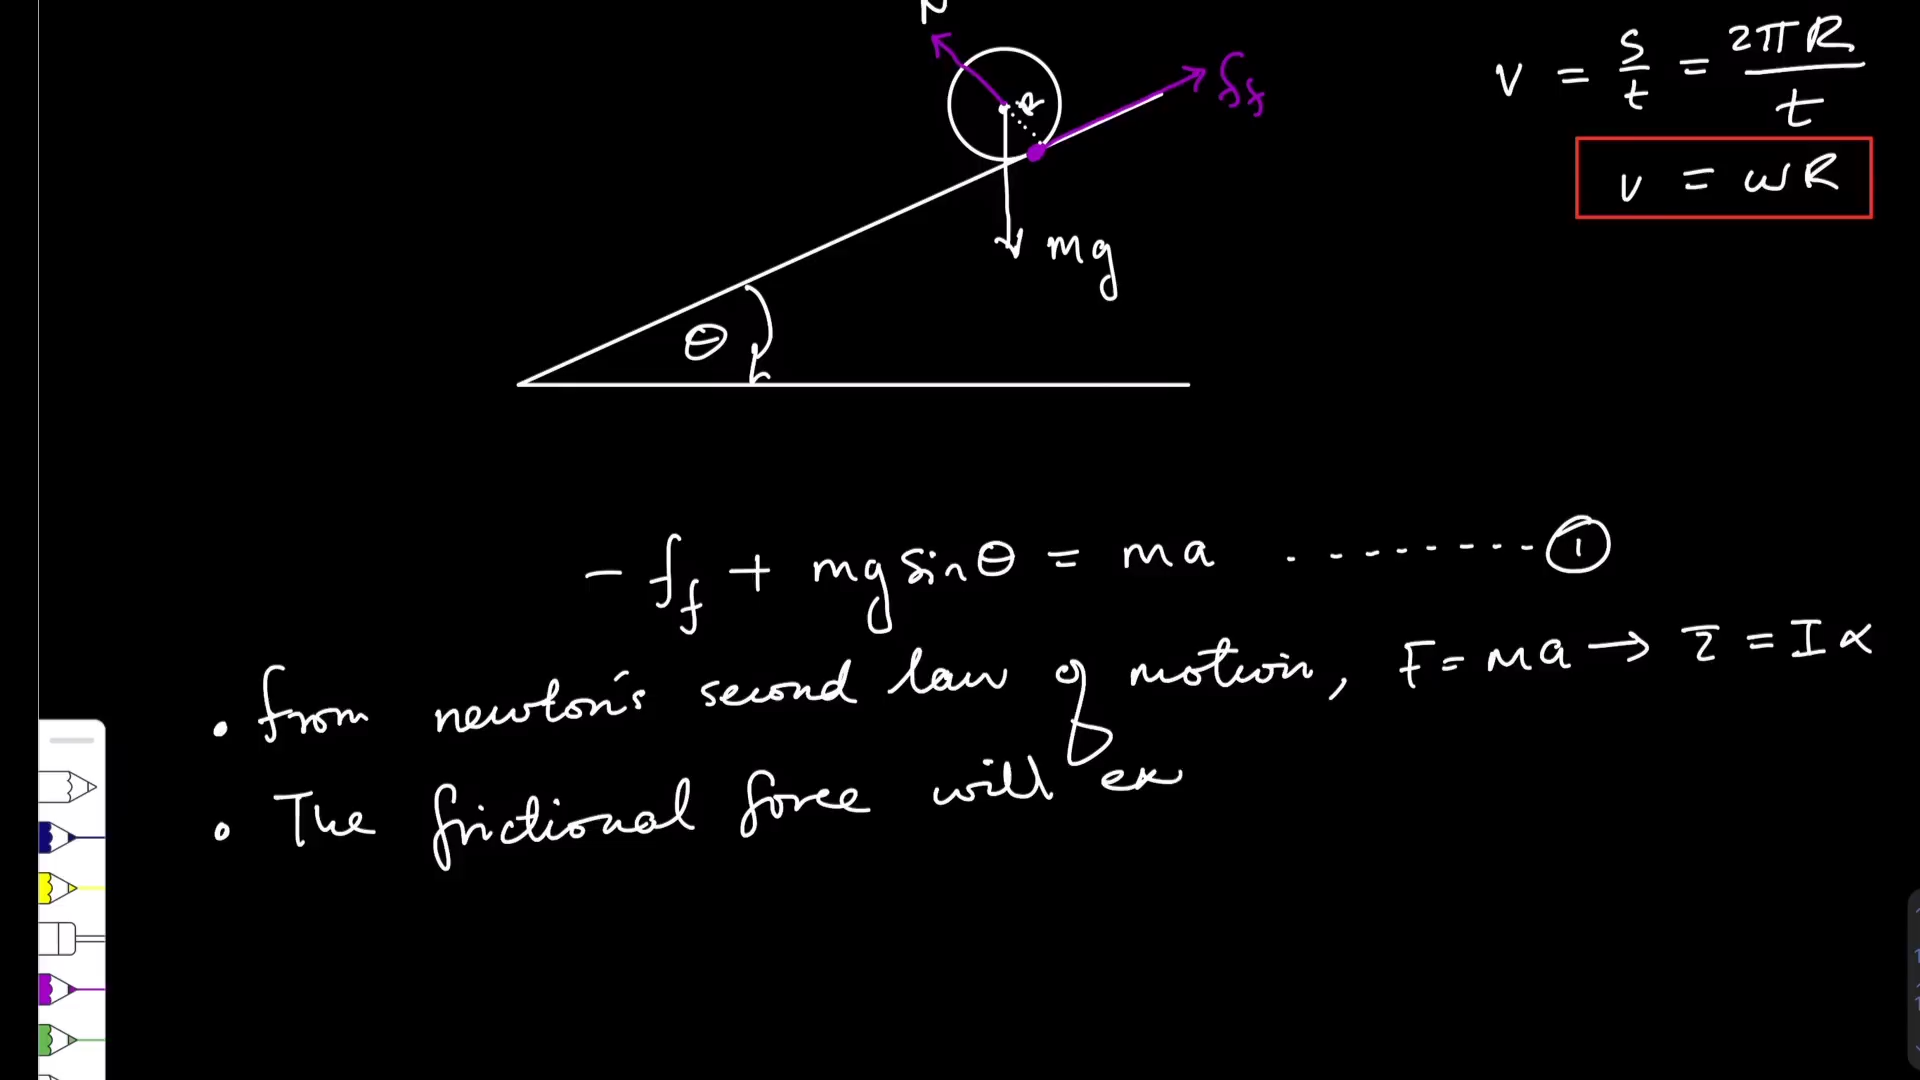 N
R
f_f
mg
θ
v = s/t = 2πR/t
v = ωR
- f_f + mg sinθ = ma ......... ①
• from newton's second law of motion, F = ma → τ = Iα
• The frictional force will ex